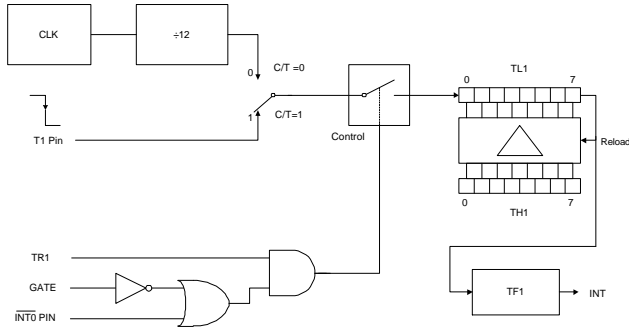 CLK
÷12
0
C/T =0
1
C/T=1
T1 Pin
Control
TL1
0 7
Reload
0 7
TH1
TR1
GATE
INT0 PIN
TF1
INT